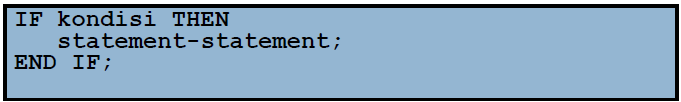 IF kondisi THEN
statement-statement;
END IF;